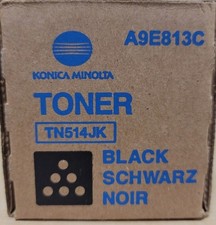 A9E813C
KONICA MINOLTA
TONER
TN514JK
BLACK
SCHWARZ
NOIR